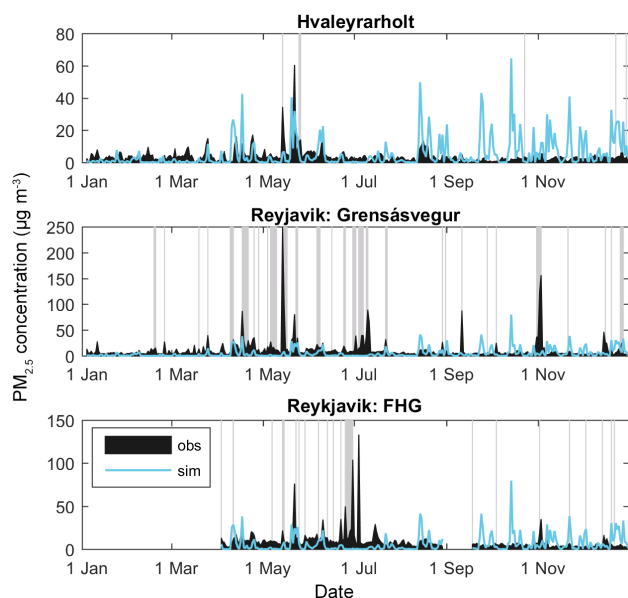 Hvaleyrarholt
80
60
40
20
0
1 Jan 1 Mar 1 May 1 Jul 1 Sep 1 Nov
Reyjavik: Grensásvegur
250
200
150
100
50
0
1 Jan 1 Mar 1 May 1 Jul 1 Sep 1 Nov
PM2.5 concentration (µg m-3)
Reykjavik: FHG
150
100
50
0
obs
sim
1 Jan 1 Mar 1 May 1 Jul 1 Sep 1 Nov
Date